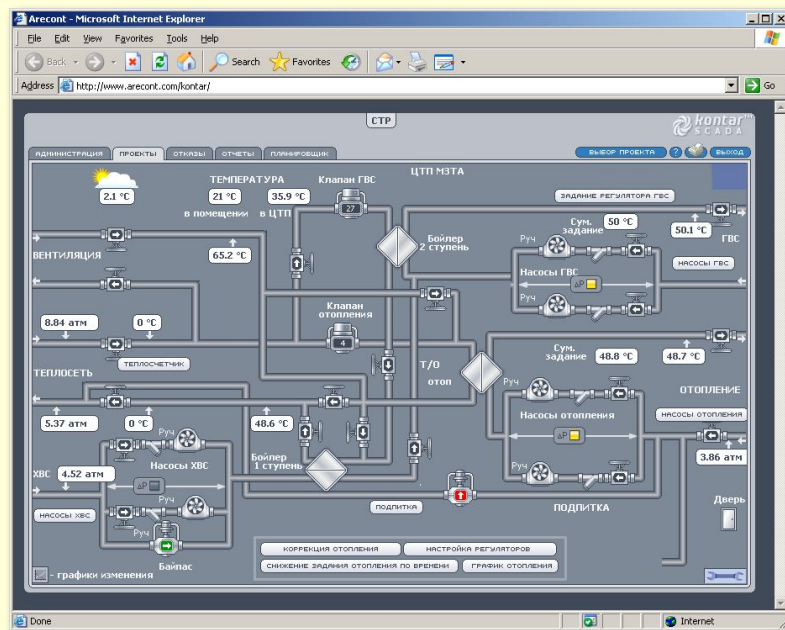 Arecont - Microsoft Internet Explorer
File Edit View Favorites Tools Help
Back Search Favorites
Address http://www.arecont.com/kontar/ Go
СТР
kontar
SCADA
АДМИНИСТРАЦИЯ ПРОЕКТЫ ОТКАЗЫ ОТЧЕТЫ ПЛАНИРОВЩИК
ВЫБОР ПРОЕКТА ? ВЫХОД
ЦТП МЗТА
ТЕМПЕРАТУРА
Клапан ГВС
2.1 °C 21 °C 35.9 °C
27
в помещении в ЦТП
ЗАДАНИЕ РЕГУЛЯТОРА ГВС
Сум. задание 50 °C
50.1 °C
ГВС
Руч
Бойлер
2 ступень
ВЕНТИЛЯЦИЯ
65.2 °C
Насосы ГВС
НАСОСЫ ГВС
ΔP
Руч
Клапан
отопления
4
8.84 атм 0 °C
ТЕПЛОСЧЕТЧИК
Сум.
задание 48.8 °C 48.7 °C
Т/О
отоп
ТЕПЛОСЕТЬ
Руч
ОТОПЛЕНИЕ
5.37 атм 0 °C 48.6 °C
Насосы отопления
НАСОСЫ ОТОПЛЕНИЯ
ΔP
3.86 атм
Руч
Руч
ХВС 4.52 атм
Насосы ХВС
Бойлер
1 ступень
ΔP
Руч
НАСОСЫ ХВС
ПОДПИТКА
ПОДПИТКА
Дверь
Руч
Байпас
КОРРЕКЦИЯ ОТОПЛЕНИЯ НАСТРОЙКА РЕГУЛЯТОРОВ
СНИЖЕНИЕ ЗАДАНИЯ ОТОПЛЕНИЯ ПО ВРЕМЕНИ ГРАФИК ОТОПЛЕНИЯ
- графики изменения
Done Internet